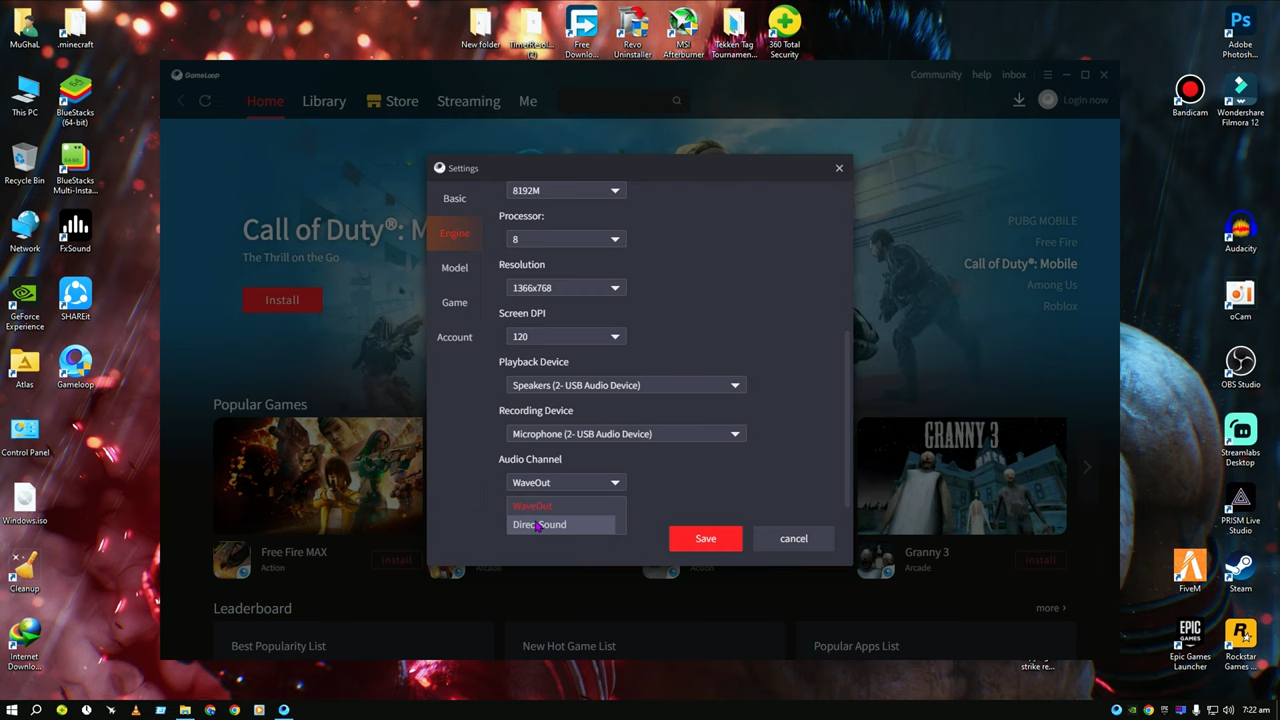 MuGhaL
.minecraft
New folder
TimerResol...
(2)
Free
Downlo...
Revo
Uninstaller
MSI
Afterburner
Tekken Tag
Tournamen...
360 Total
Security
Ps
Adobe
Photosh...
This PC
BlueStacks
(64-bit)
Recycle Bin
BlueStacks
Multi-Insta...
Network
FxSound
GeForce
Experience
SHAREit
Atlas
Gameloop
Control Panel
Windows.iso
Cleanup
Internet
Downlo...
Bandicam
Wondershare
Filmora 12
Audacity
oCam
OBS Studio
Streamlabs
Desktop
PRISM Live
Studio
FiveM
Steam
EPIC
GAMES
Epic Games
Launcher
Rockstar
Games ...
strike re...
GameLoop
Community
help
inbox
Home
Library
Store
Streaming
Me
Login now
Call of Duty®: M
The Thrill on the Go
Install
PUBG MOBILE
Free Fire
Call of Duty®: Mobile
Among Us
Roblox
Settings
Basic
Engine
Model
Game
Account
8192M
Processor:
8
Resolution
1366x768
Screen DPI
120
Playback Device
Speakers (2- USB Audio Device)
Recording Device
Microphone (2- USB Audio Device)
Audio Channel
WaveOut
WaveOut
Save
cancel
Popular Games
GRANNY 3
Free Fire MAX
Action
Install
Granny 3
Arcade
Install
Leaderboard
more >
Best Popularity List
New Hot Game List
Popular Apps List
7:22 am